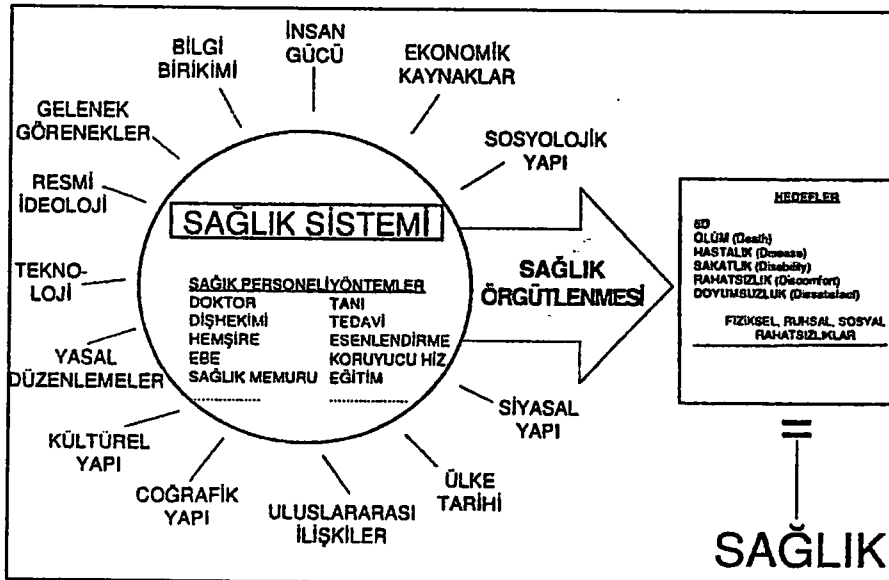 BİLGİ
BİRİKİMİ
İNSAN
GÜCÜ
EKONOMİK
KAYNAKLAR
GELENEK
GÖRENEKLER
SOSYOLOJİK
YAPI
RESMİ
İDEOLOJİ
TEKNO-
LOJİ
YASAL
DÜZENLEMELER
KÜLTÜREL
YAPI
COĞRAFİK
YAPI
ULUSLARARASI
İLİŞKİLER
ÜLKE
TARİHİ
SİYASAL
YAPI
SAĞLIK SİSTEMİ
SAĞIK PERSONELİ YÖNTEMLER
DOKTOR TANI
DİŞHEKİMİ TEDAVİ
HEMŞİRE ESENLENDİRME
EBE KORUYUCU HİZ
SAĞLIK MEMURU EĞİTİM
SAĞLIK
ÖRGÜTLENMESİ
HEDEFLER
5D
ÖLÜM (Death)
HASTALIK (Disease)
SAKATLIK (Disability)
RAHATSIZLIK (Discomfort)
DOYUMSUZLUK (Dissatisfact)
FİZİKSEL, RUHSAL, SOSYAL
RAHATSIZLIKLAR
=
SAĞLIK